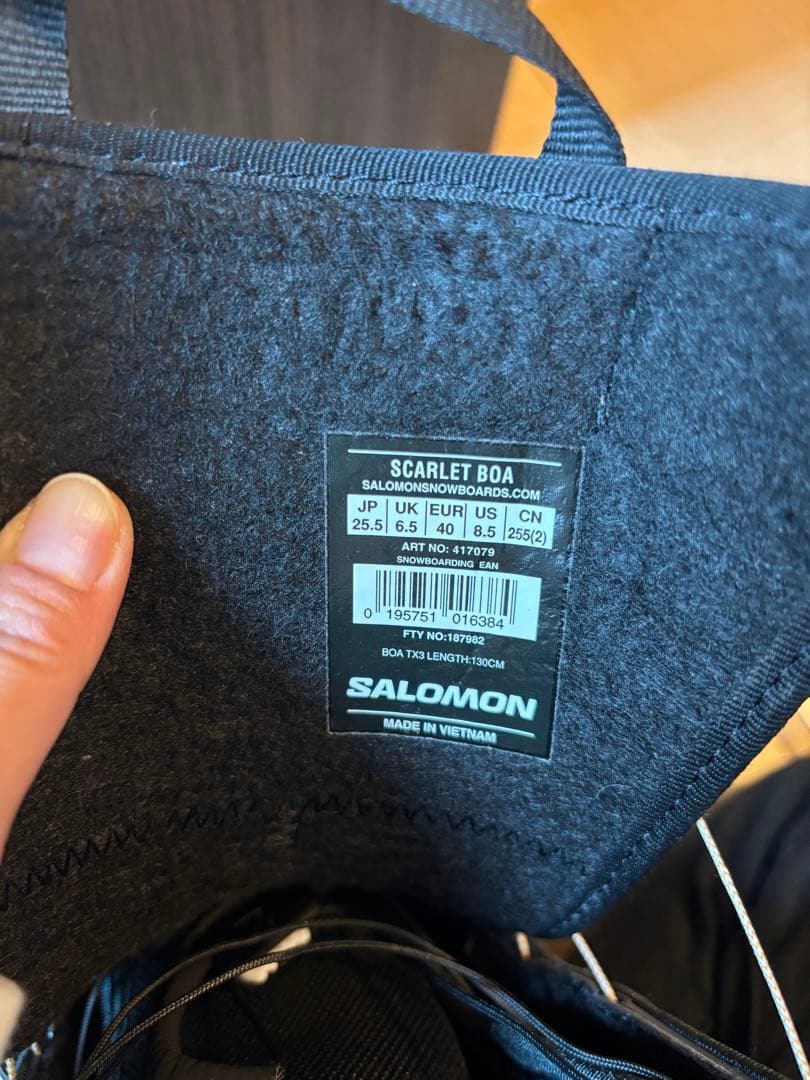 SCARLET BOA
SALOMONSNOWBOARDS.COM
JP UK EUR US CN
25.5 6.5 40 8.5 255(2)
ART NO: 417079
SNOWBOARDING EAN
0 195751 016384
FTY NO:187982
BOA TX3 LENGTH:130CM
SALOMON
MADE IN VIETNAM